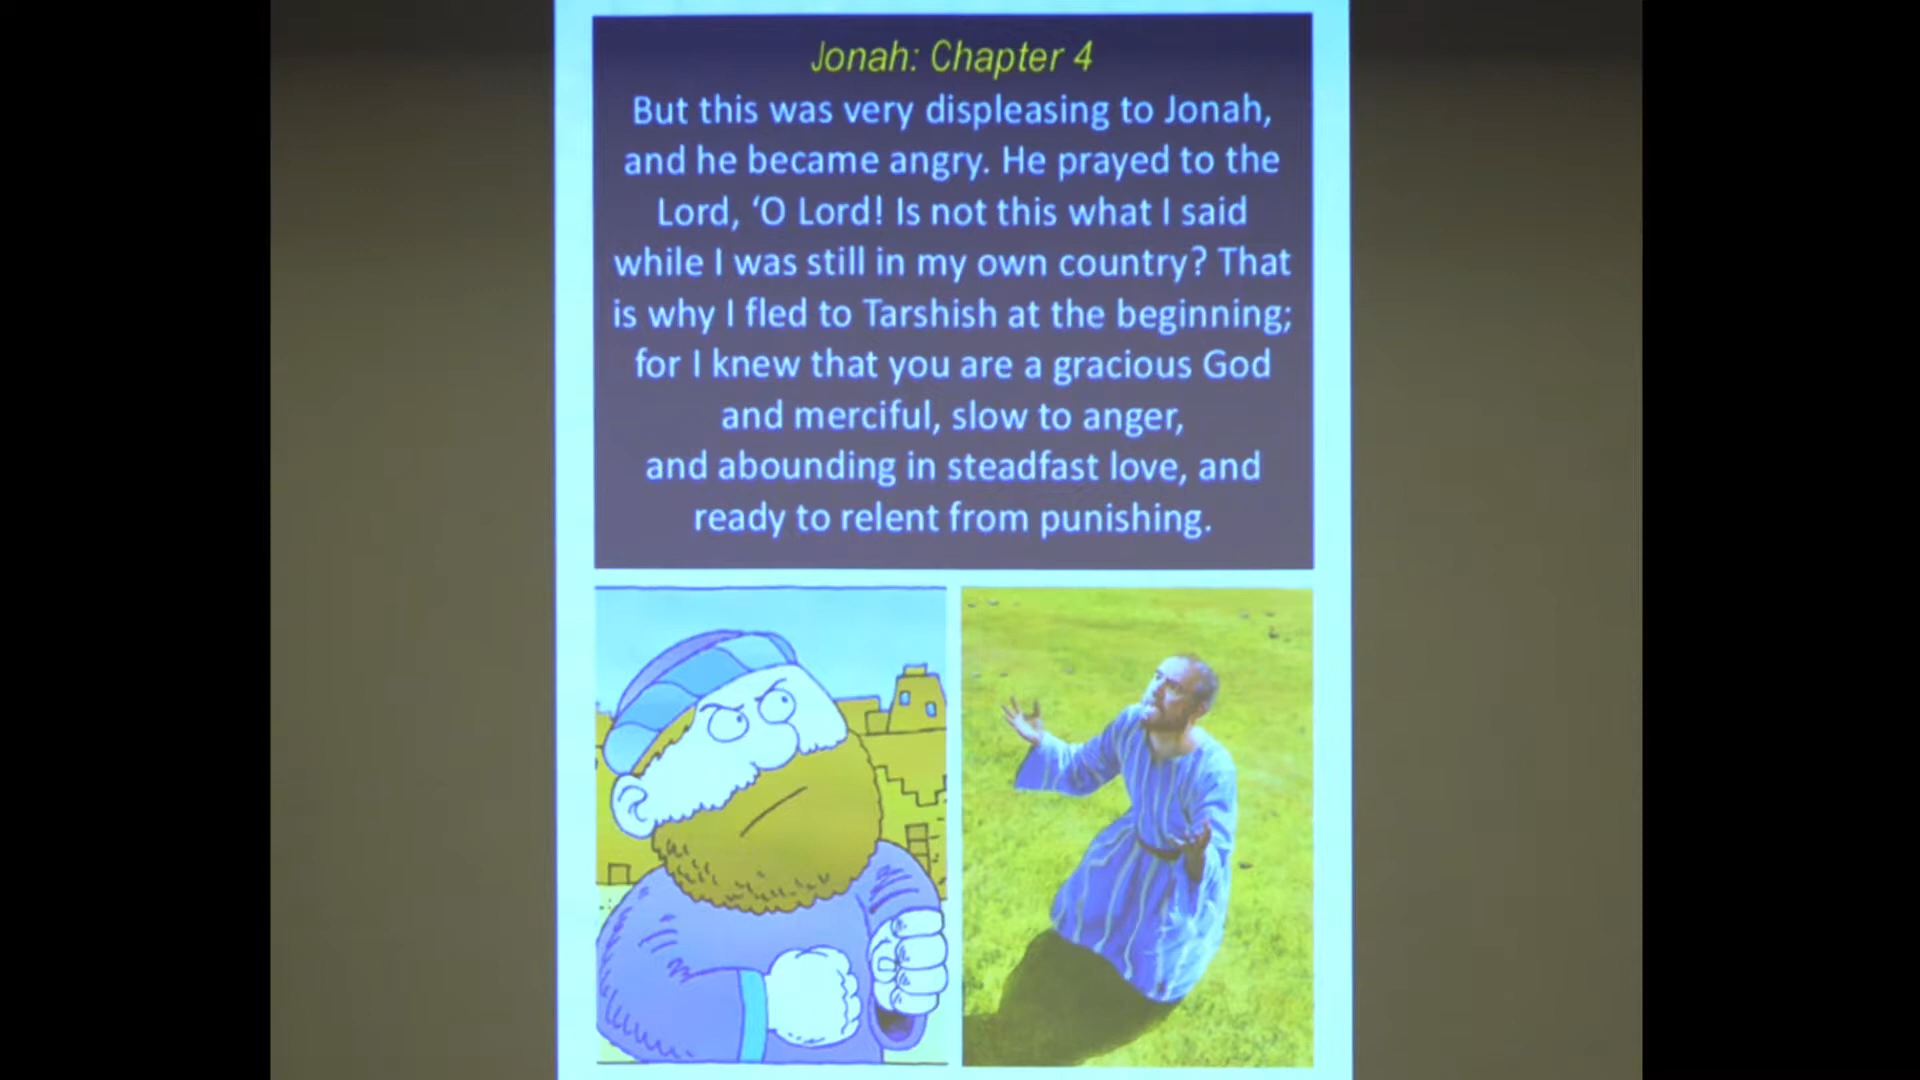 Jonah: Chapter 4
But this was very displeasing to Jonah,
and he became angry. He prayed to the
Lord, ‘O Lord! Is not this what I said
while I was still in my own country? That
is why I fled to Tarshish at the beginning;
for I knew that you are a gracious God
and merciful, slow to anger,
and abounding in steadfast love, and
ready to relent from punishing.